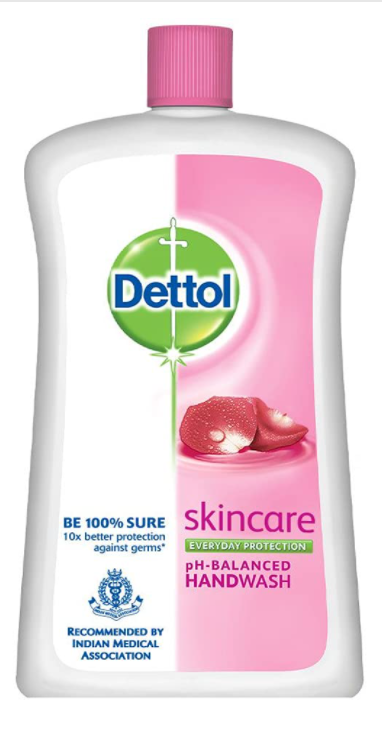 Dettol
BE 100% SURE
10x better protection
against germs*
RECOMMENDED BY
INDIAN MEDICAL
ASSOCIATION
skincare
EVERYDAY PROTECTION
pH-BALANCED
HANDWASH